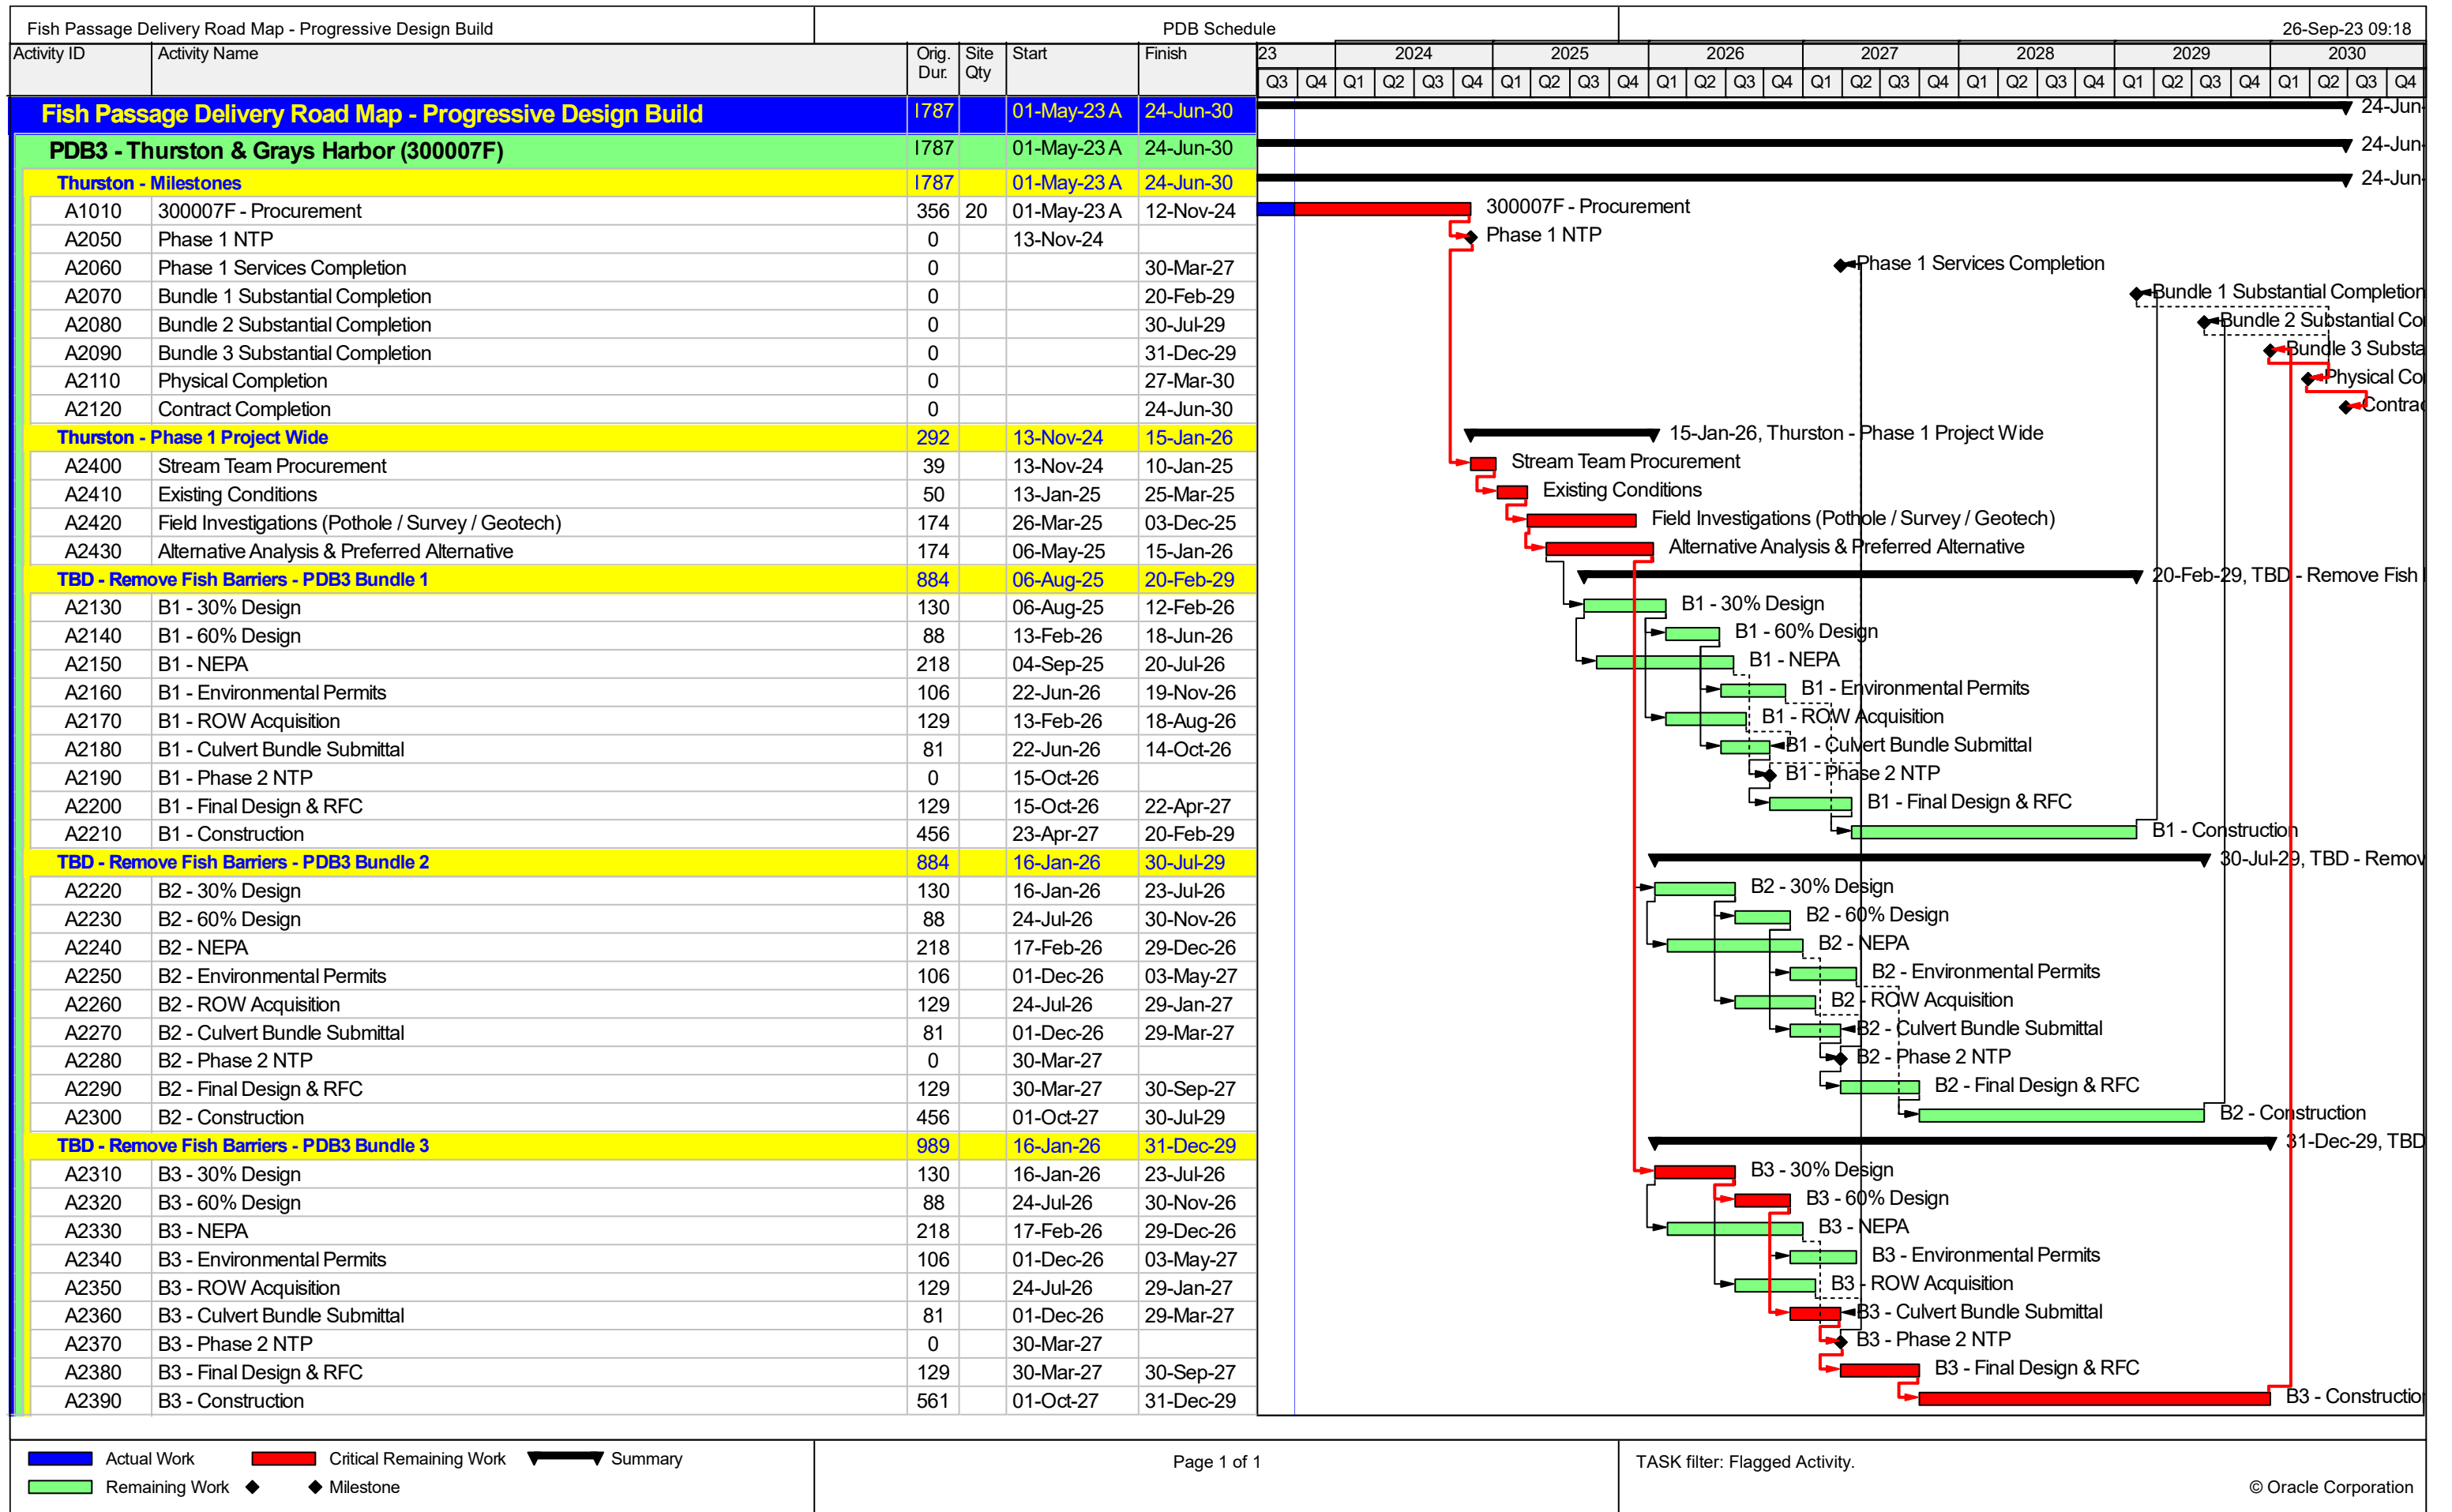 Fish Passage Delivery Road Map - Progressive Design Build PDB Schedule 26-Sep-23 09:18
Activity ID Activity Name Orig. Dur. Site Qty Start Finish 23 2024 2025 2026 2027 2028 2029 2030
Q3 Q4 Q1 Q2 Q3 Q4 Q1 Q2 Q3 Q4 Q1 Q2 Q3 Q4 Q1 Q2 Q3 Q4 Q1 Q2 Q3 Q4 Q1 Q2 Q3 Q4 Q1 Q2 Q3 Q4
Fish Passage Delivery Road Map - Progressive Design Build 1787 01-May-23 A 24-Jun-30 24-Jun-
PDB3 - Thurston & Grays Harbor (300007F) 1787 01-May-23 A 24-Jun-30 24-Jun-
Thurston - Milestones 1787 01-May-23 A 24-Jun-30 24-Jun-
A1010 300007F - Procurement 356 20 01-May-23 A 12-Nov-24 300007F - Procurement
A2050 Phase 1 NTP 0 13-Nov-24 Phase 1 NTP
A2060 Phase 1 Services Completion 0 30-Mar-27 Phase 1 Services Completion
A2070 Bundle 1 Substantial Completion 0 20-Feb-29 Bundle 1 Substantial Completion
A2080 Bundle 2 Substantial Completion 0 30-Jul-29 Bundle 2 Substantial Co
A2090 Bundle 3 Substantial Completion 0 31-Dec-29 Bundle 3 Substa
A2110 Physical Completion 0 27-Mar-30 Physical Co
A2120 Contract Completion 0 24-Jun-30 Contrac
Thurston - Phase 1 Project Wide 292 13-Nov-24 15-Jan-26 15-Jan-26, Thurston - Phase 1 Project Wide
A2400 Stream Team Procurement 39 13-Nov-24 10-Jan-25 Stream Team Procurement
A2410 Existing Conditions 50 13-Jan-25 25-Mar-25 Existing Conditions
A2420 Field Investigations (Pothole / Survey / Geotech) 174 26-Mar-25 03-Dec-25 Field Investigations (Pothole / Survey / Geotech)
A2430 Alternative Analysis & Preferred Alternative 174 06-May-25 15-Jan-26 Alternative Analysis & Preferred Alternative
TBD - Remove Fish Barriers - PDB3 Bundle 1 884 06-Aug-25 20-Feb-29 20-Feb-29, TBD - Remove Fish
A2130 B1 - 30% Design 130 06-Aug-25 12-Feb-26 B1 - 30% Design
A2140 B1 - 60% Design 88 13-Feb-26 18-Jun-26 B1 - 60% Design
A2150 B1 - NEPA 218 04-Sep-25 20-Jul-26 B1 - NEPA
A2160 B1 - Environmental Permits 106 22-Jun-26 19-Nov-26 B1 - Environmental Permits
A2170 B1 - ROW Acquisition 129 13-Feb-26 18-Aug-26 B1 - ROW Acquisition
A2180 B1 - Culvert Bundle Submittal 81 22-Jun-26 14-Oct-26 B1 - Culvert Bundle Submittal
A2190 B1 - Phase 2 NTP 0 15-Oct-26 B1 - Phase 2 NTP
A2200 B1 - Final Design & RFC 129 15-Oct-26 22-Apr-27 B1 - Final Design & RFC
A2210 B1 - Construction 456 23-Apr-27 20-Feb-29 B1 - Construction
TBD - Remove Fish Barriers - PDB3 Bundle 2 884 16-Jan-26 30-Jul-29 30-Jul-29, TBD - Remov
A2220 B2 - 30% Design 130 16-Jan-26 23-Jul-26 B2 - 30% Design
A2230 B2 - 60% Design 88 24-Jul-26 30-Nov-26 B2 - 60% Design
A2240 B2 - NEPA 218 17-Feb-26 29-Dec-26 B2 - NEPA
A2250 B2 - Environmental Permits 106 01-Dec-26 03-May-27 B2 - Environmental Permits
A2260 B2 - ROW Acquisition 129 24-Jul-26 29-Jan-27 B2 - ROW Acquisition
A2270 B2 - Culvert Bundle Submittal 81 01-Dec-26 29-Mar-27 B2 - Culvert Bundle Submittal
A2280 B2 - Phase 2 NTP 0 30-Mar-27 B2 - Phase 2 NTP
A2290 B2 - Final Design & RFC 129 30-Mar-27 30-Sep-27 B2 - Final Design & RFC
A2300 B2 - Construction 456 01-Oct-27 30-Jul-29 B2 - Construction
TBD - Remove Fish Barriers - PDB3 Bundle 3 989 16-Jan-26 31-Dec-29 31-Dec-29, TBD
A2310 B3 - 30% Design 130 16-Jan-26 23-Jul-26 B3 - 30% Design
A2320 B3 - 60% Design 88 24-Jul-26 30-Nov-26 B3 - 60% Design
A2330 B3 - NEPA 218 17-Feb-26 29-Dec-26 B3 - NEPA
A2340 B3 - Environmental Permits 106 01-Dec-26 03-May-27 B3 - Environmental Permits
A2350 B3 - ROW Acquisition 129 24-Jul-26 29-Jan-27 B3 - ROW Acquisition
A2360 B3 - Culvert Bundle Submittal 81 01-Dec-26 29-Mar-27 B3 - Culvert Bundle Submittal
A2370 B3 - Phase 2 NTP 0 30-Mar-27 B3 - Phase 2 NTP
A2380 B3 - Final Design & RFC 129 30-Mar-27 30-Sep-27 B3 - Final Design & RFC
A2390 B3 - Construction 561 01-Oct-27 31-Dec-29 B3 - Constructio
Actual Work Critical Remaining Work Summary Page 1 of 1 TASK filter: Flagged Activity.
Remaining Work Milestone © Oracle Corporation